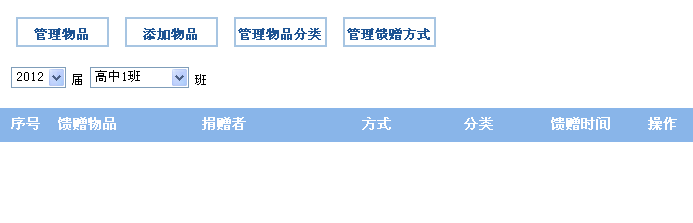 管理物品 添加物品 管理物品分类 管理馈赠方式
2012 届 高中1班 班
序号 馈赠物品 捐赠者 方式 分类 馈赠时间 操作